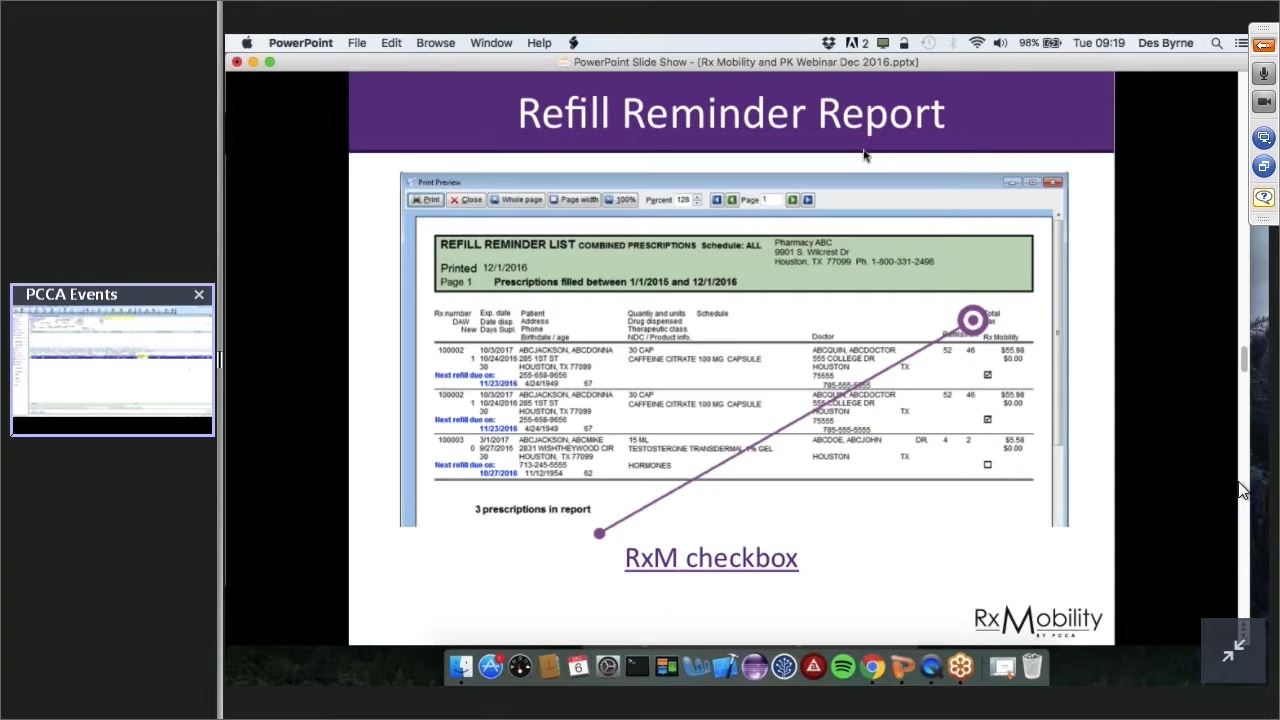 PowerPoint File Edit Browse Window Help 2 98% Tue 09:19 Des Byrne
PowerPoint Slide Show - [Rx Mobility and PK Webinar Dec 2016.pptx]
PCCA Events
Refill Reminder Report
Print Preview
Print Close Whole page Page width 100% Percent 128 Page 1
REFILL REMINDER LIST COMBINED PRESCRIPTIONS Schedule: ALL
Pharmacy ABC
9901 S. Wilcrest Dr
Houston, TX 77099 Ph. 1-800-331-2498
Printed 12/1/2016
Page 1 Prescriptions filled between 1/1/2015 and 12/1/2016
Rx number Exp. date Patient Quantiy and units Schedule
DAW Date disp. Address Drug dispensed
New Days Supl. Phone Therapeutic class
Birthdate / age NDC / Product info. Doctor Rx Mobility
100002 10/3/2017 ABCJACKSON, ABCDONNA 30 CAP ABCQUIN, ABCDOCTOR 52 46 $55.98
1 10/24/2016 285 1ST ST CAFFEINE CITRATE 100 MG CAPSULE 555 COLLEGE DR $0.00
30 HOUSTON, TX 77099 HOUSTON TX
Next refill due on: 255-658-9656 75555
11/23/2016 4/24/1949 67 785-555-5555
100002 10/3/2017 ABCJACKSON, ABCDONNA 30 CAP ABCQUIN, ABCDOCTOR 52 46 $55.98
1 10/24/2016 285 1ST ST CAFFEINE CITRATE 100 MG CAPSULE 555 COLLEGE DR $0.00
30 HOUSTON, TX 77099 HOUSTON TX
Next refill due on: 255-658-9656 75555
11/23/2016 4/24/1949 67 785-555-5555
100003 3/1/2017 ABCJACKSON, ABCMIKE 15 ML ABCDOE, ABCJOHN DR. 4 2 $5.58
0 9/27/2016 2831 WISHTHEYWOOD CIR TESTOSTERONE TRANSDERMAL 1% GEL $0.00
30 HOUSTON, TX 77099 HOUSTON TX
Next refill due on: 713-245-5555 HORMONES
10/27/2016 11/12/1954 62
3 prescriptions in report
RxM checkbox
RxMobility
BY PCCA
6